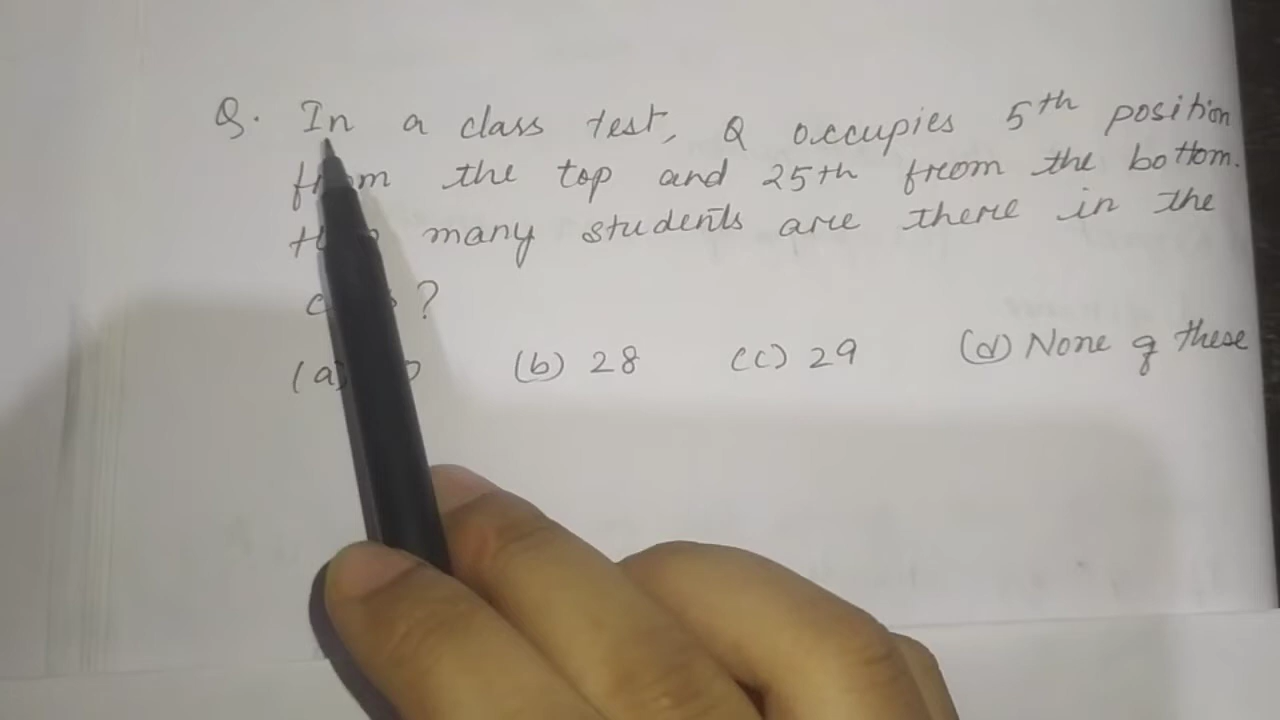 Q. In a class test, Q occupies 5th position
from the top and 25th from the bottom.
many students are there in the
?
(a) (b) 28 (c) 29 (d) None of these